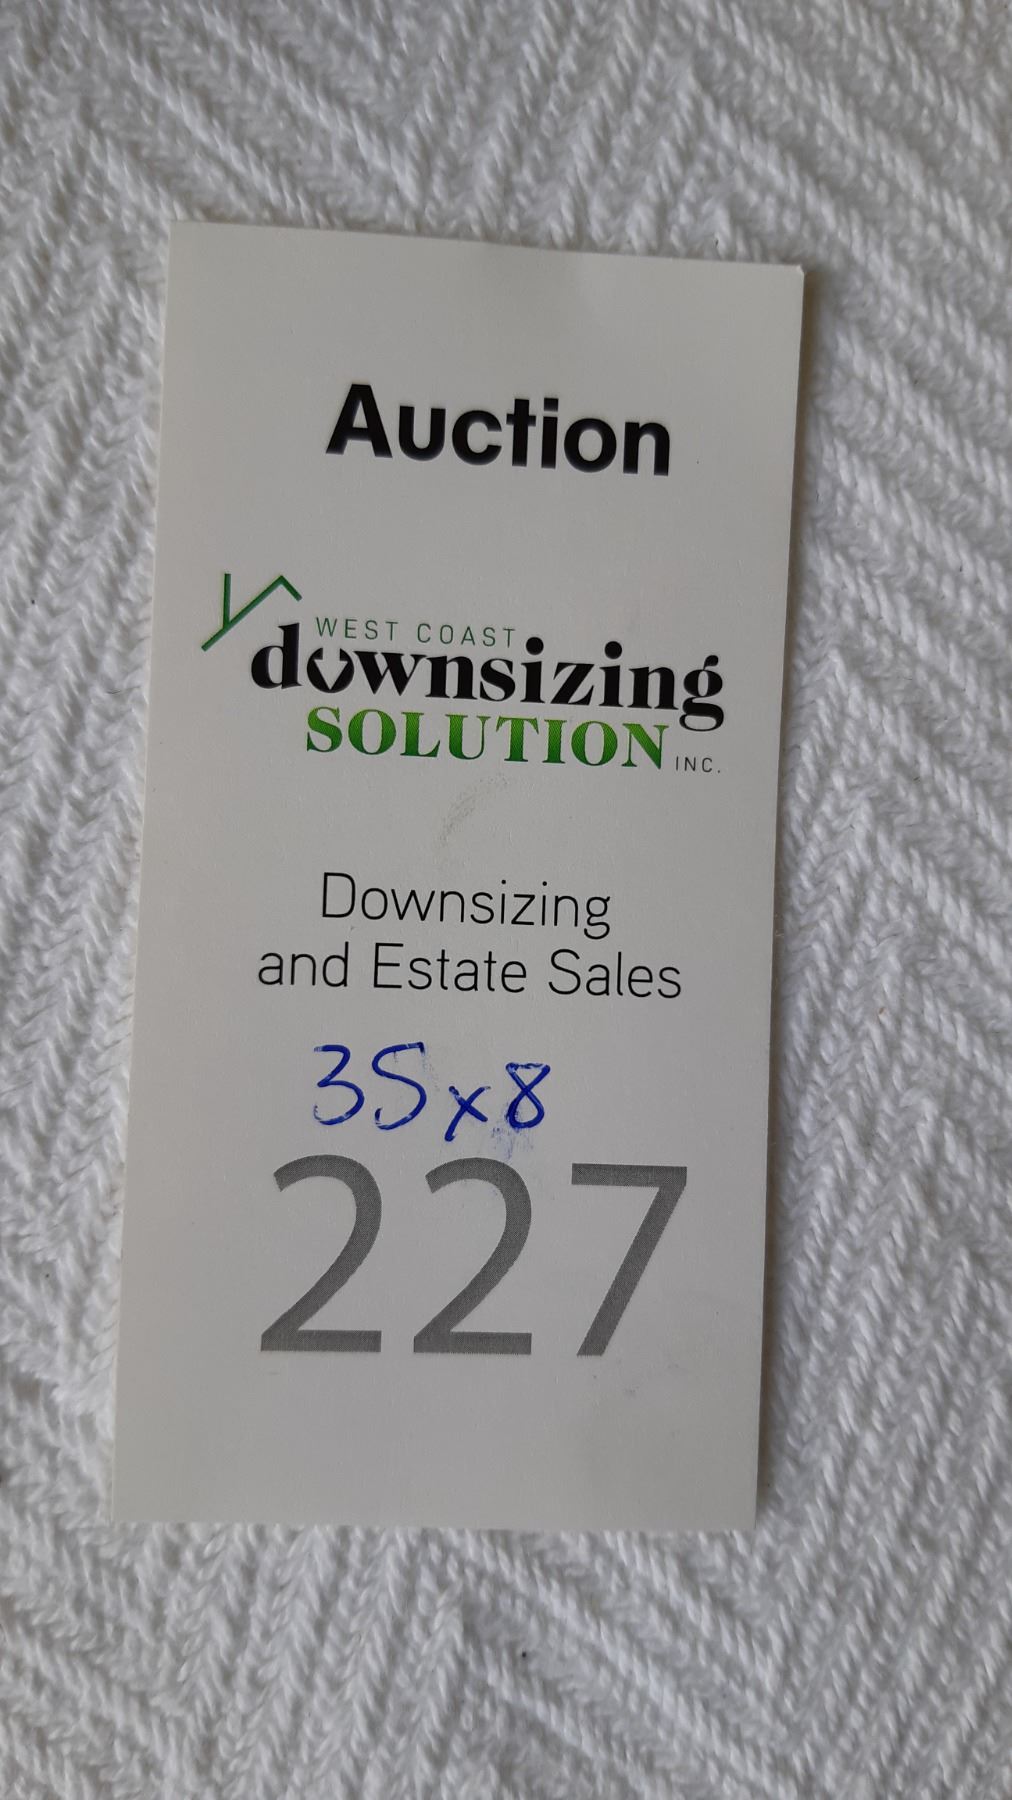 Auction
WEST COAST
downsizing
SOLUTION INC.
Downsizing
and Estate Sales
35x8
227